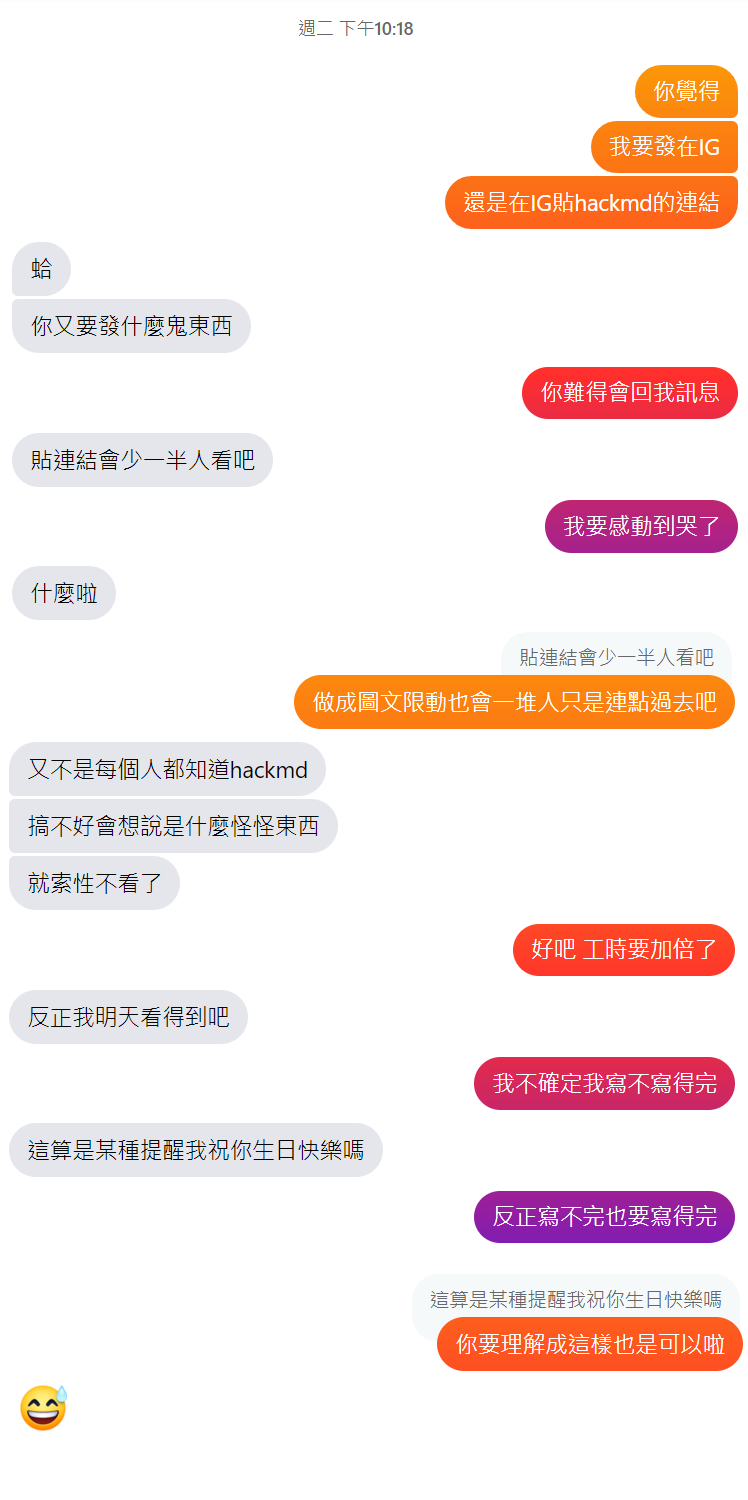 週二 下午10:18
你覺得
我要發在IG
還是在IG貼hackmd的連結
蛤
你又要發什麼鬼東西
你難得會回我訊息
貼連結會少一半人看吧
我要感動到哭了
什麼啦
貼連結會少一半人看吧
做成圖文限動也會一堆人只是連點過去吧
又不是每個人都知道hackmd
搞不好會想說是什麼怪怪東西
就索性不看了
好吧 工時要加倍了
反正我明天看得到吧
我不確定我寫不寫得完
這算是某種提醒我祝你生日快樂嗎
反正寫不完也要寫得完
這算是某種提醒我祝你生日快樂嗎
你要理解成這樣也是可以啦